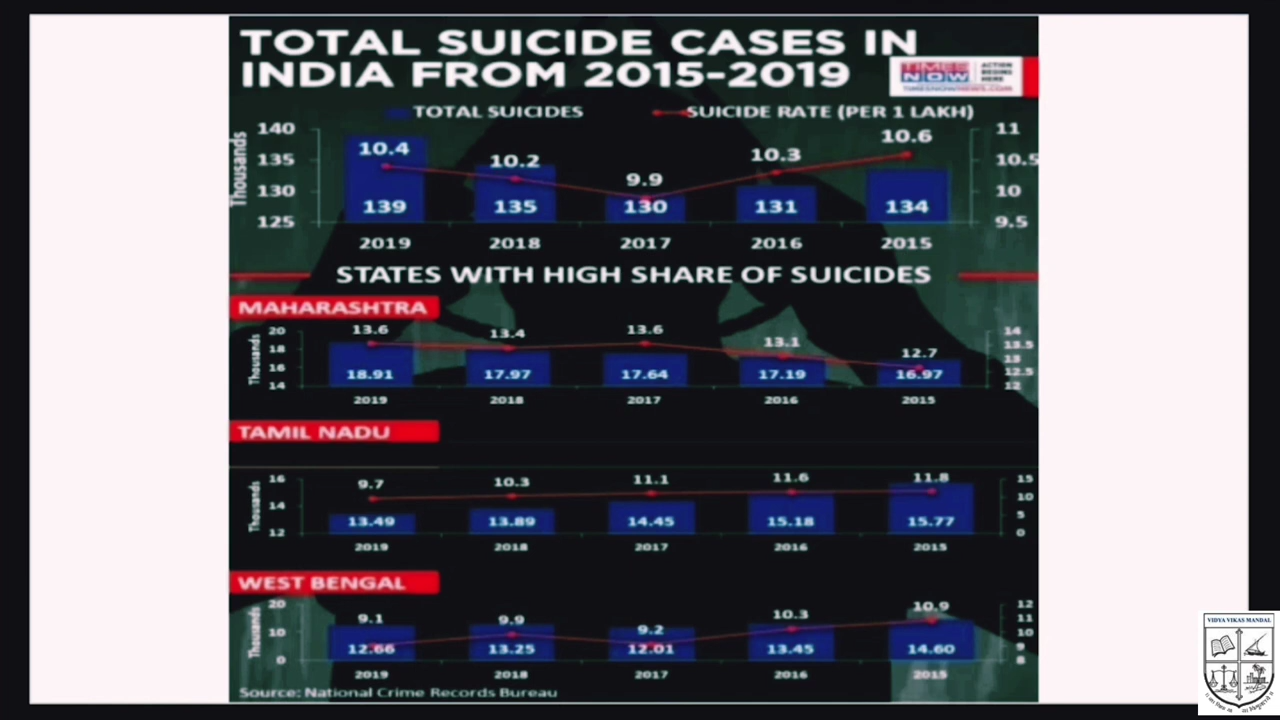 TOTAL SUICIDE CASES IN
INDIA FROM 2015-2019
TIMES
NOW
ACTION
BEGINS
HERE
TIMESNOWNEWS.COM
TOTAL SUICIDES SUICIDE RATE (PER 1 LAKH)
Thousands
140 135 130 125
10.4 10.2 9.9 10.3 10.6
139 135 130 131 134
11 10.5 10 9.5
2019 2018 2017 2016 2015
STATES WITH HIGH SHARE OF SUICIDES
MAHARASHTRA
Thousands
20 18 16 14
13.6 13.4 13.6 13.1 12.7
18.91 17.97 17.64 17.19 16.97
14 13.5 13 12.5 12
2019 2018 2017 2016 2015
TAMIL NADU
Thousands
16 14 12
9.7 10.3 11.1 11.6 11.8
13.49 13.89 14.45 15.18 15.77
15 10 5 0
2019 2018 2017 2016 2015
WEST BENGAL
Thousands
20 10 0
9.1 9.9 9.2 10.3 10.9
12.66 13.25 12.01 13.45 14.60
12 11 10 9 8
2019 2018 2017 2016 2015
Source: National Crime Records Bureau
VIDYA VIKAS MANDAL